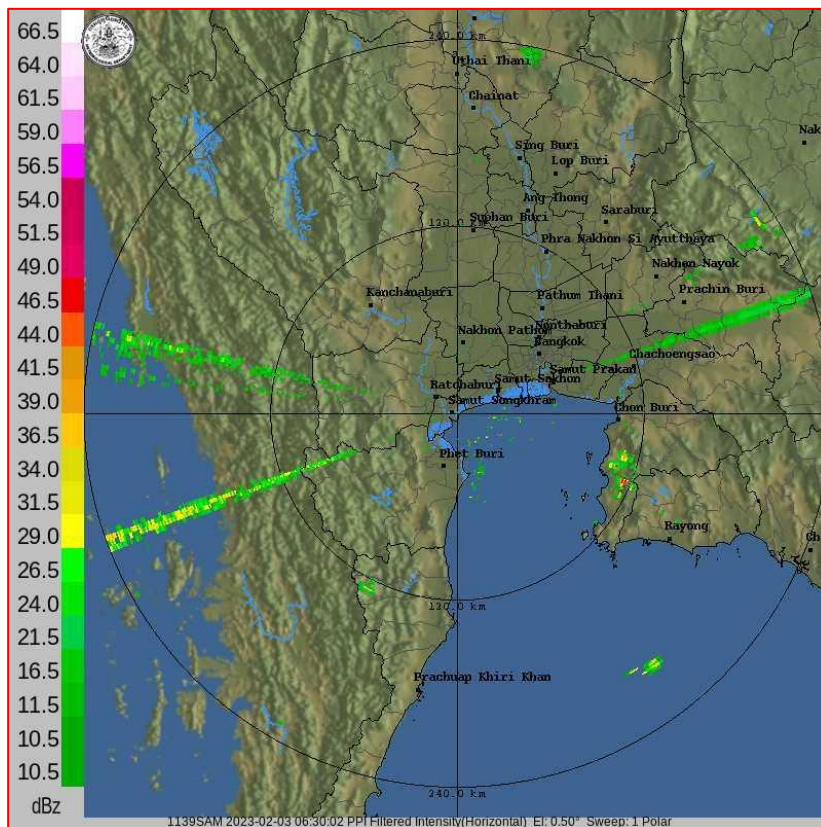 66.5
64.0
61.5
59.0
56.5
54.0
51.5
49.0
46.5
44.0
41.5
39.0
36.5
34.0
31.5
29.0
26.5
24.0
21.5
16.5
11.5
10.5
10.5
dBz
240.0 km
Uthai Thani
Chainat
Sing Buri
Lop Buri
Nak
Ang Thong
Suphan Buri
Saraburi
120.0 km
Phra Nakhon Si Ayutthaya
Nakhon Nayok
Kanchanaburi
Prachin Buri
Pathum Thani
Nakhon Pathom
Nonthaburi
Bangkok
Chachoengsao
Samut Prakan
Samut Sakhon
Ratchaburi
Samut Songkhram
Chon Buri
Phet Buri
Rayong
Ch
120.0 km
Prachuap Khiri Khan
240.0 km
1139SAM 2023-02-03 06:30:02 PPI Filtered Intensity(Horizontal) El: 0.50° Sweep: 1 Polar